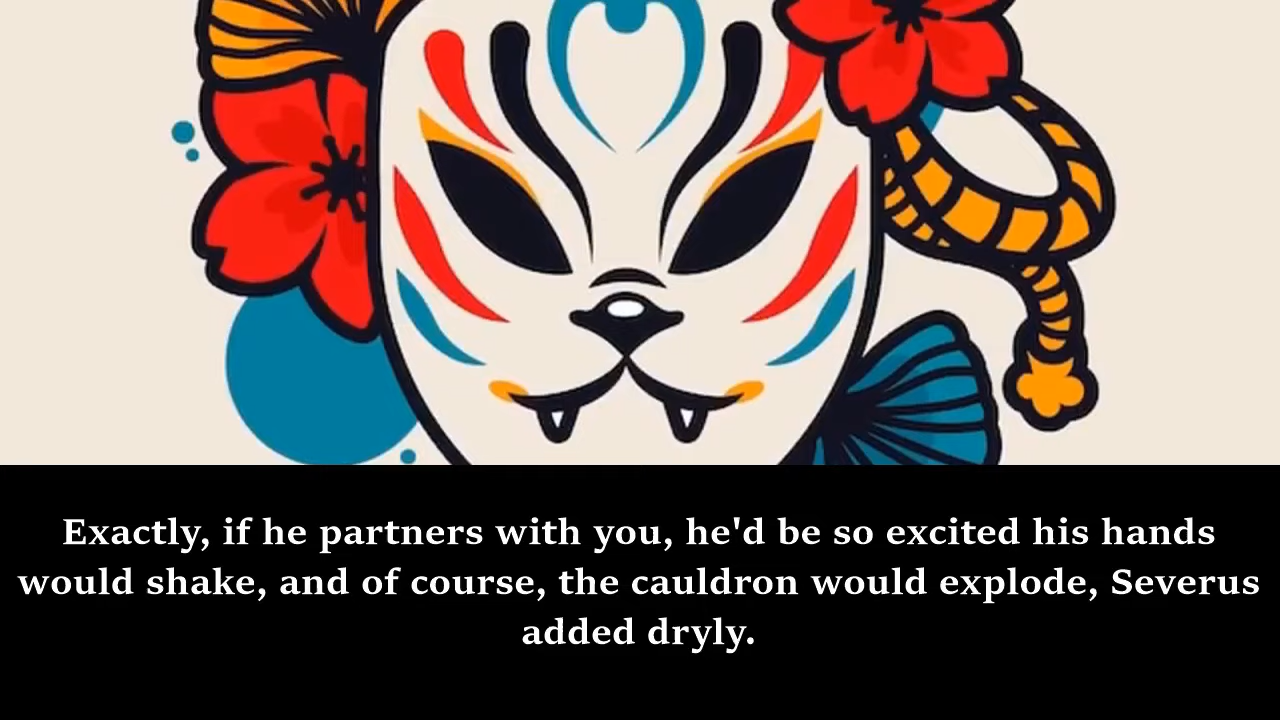 Exactly, if he partners with you, he'd be so excited his hands
would shake, and of course, the cauldron would explode, Severus
added dryly.